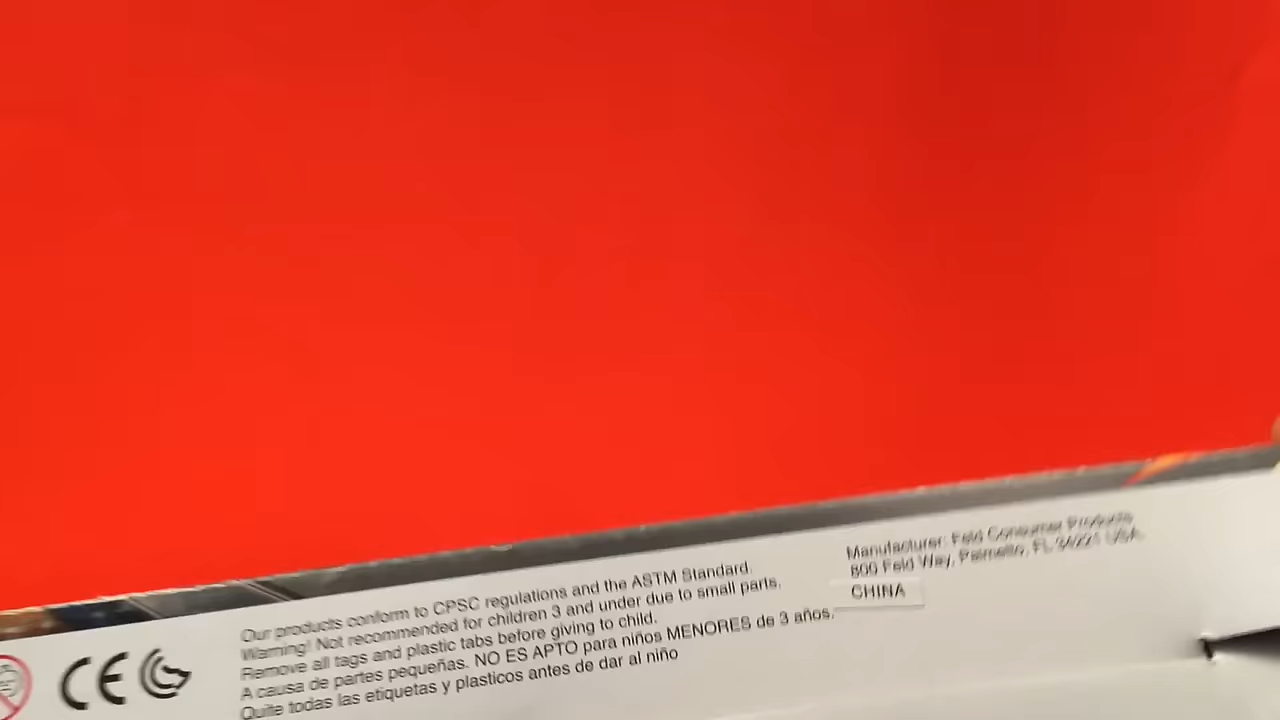 Our products conform to CPSC regulations and the ASTM Standard.
Warning! Not recommended for children 3 and under due to small parts.
Remove all tags and plastic tabs before giving to child.
A causa de partes pequeñas. NO ES APTO para niños MENORES de 3 años.
Quite todas las etiquetas y plasticos antes de dar al niño
Manufacturer: Feld Consumer Products
800 Feld Way, Palmetto, FL 34221 USA
CHINA
CE